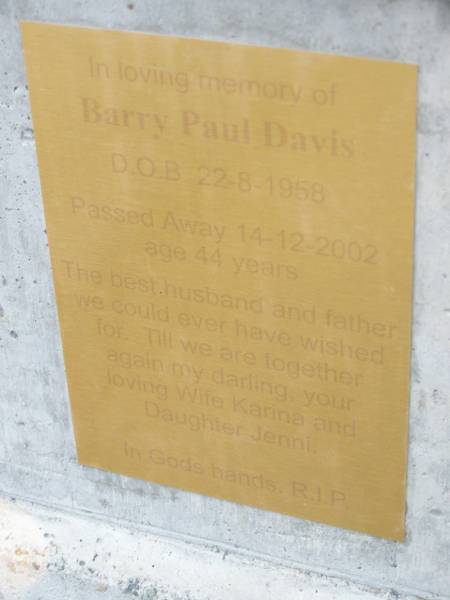 In loving memory of
Barry Paul Davis
D.O.B 22-8-1958
Passed Away 14-12-2002
age 44 years
The best husband and father
we could ever have wished
for. Till we are together
again my darling, your
loving Wife Karina and
Daughter Jenni.
In Gods hands. R.I.P.